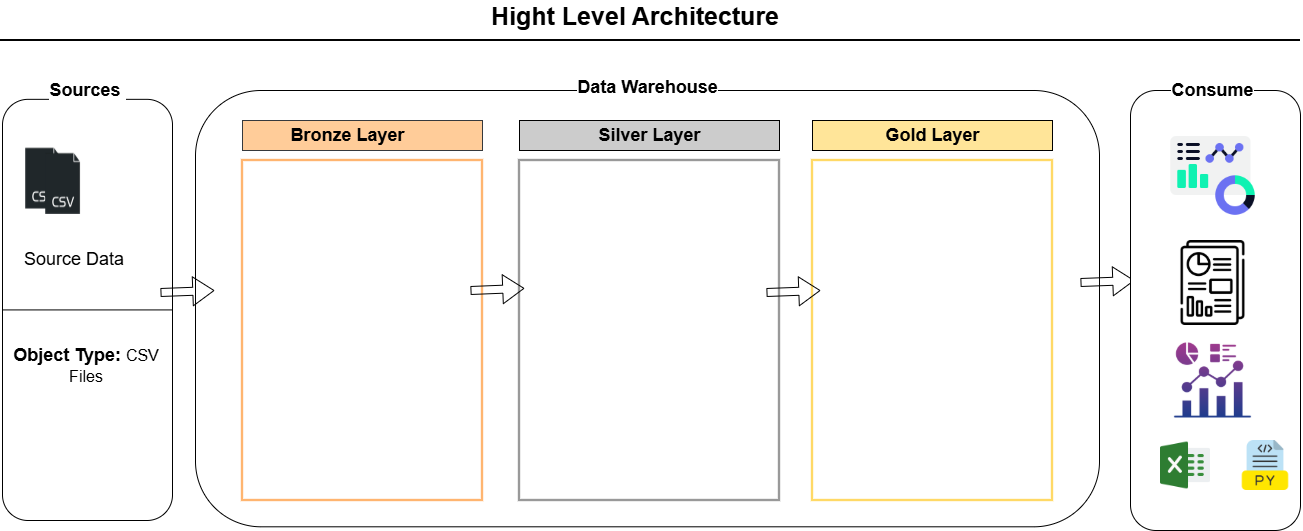 Hight Level Architecture
Sources
Data Warehouse
Consume
Bronze Layer
Silver Layer
Gold Layer
CS
CSV
Source Data
Object Type: CSV
Files
X
</>
PY